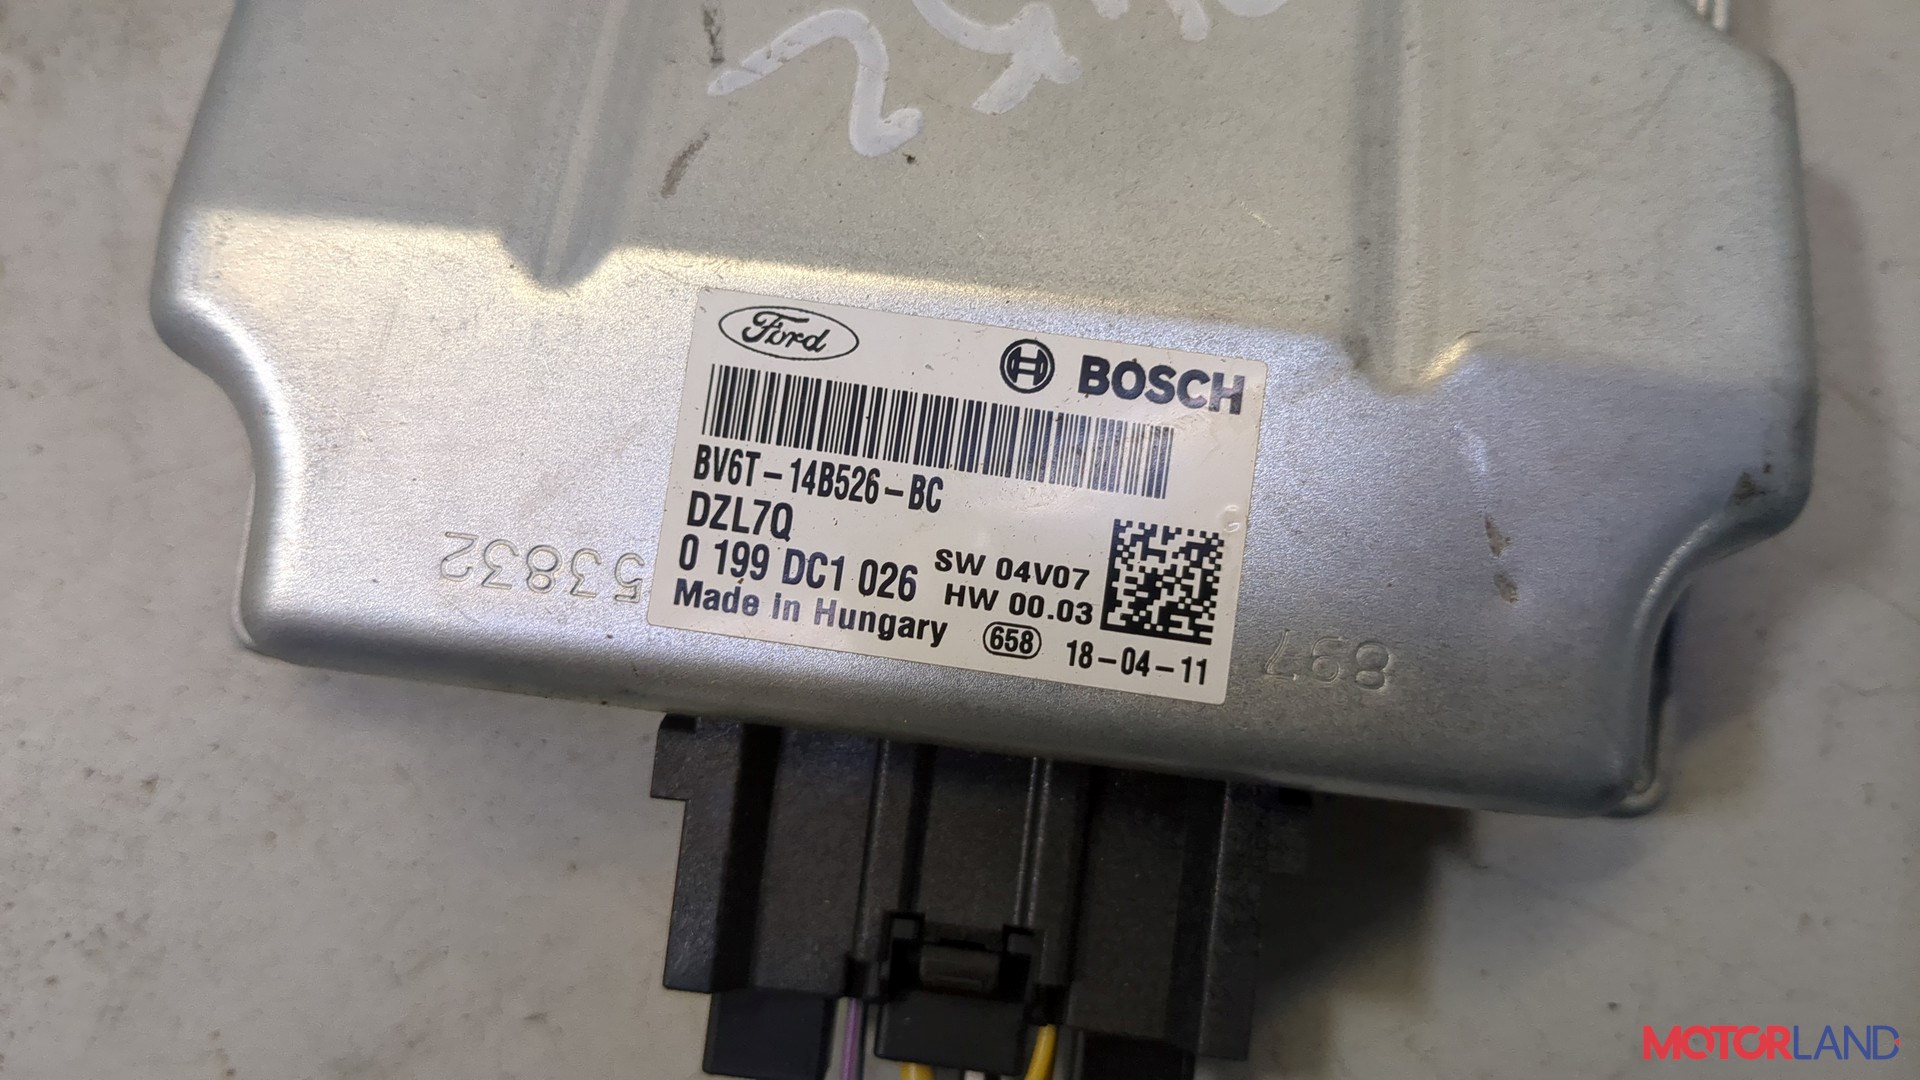 Ford
BOSCH
BV6T-14B526-BC
DZL7Q
0 199 DC1 026
SW 04V07
HW 00.03
Made in Hungary
658
18-04-11
53832
897
MOTORLAND